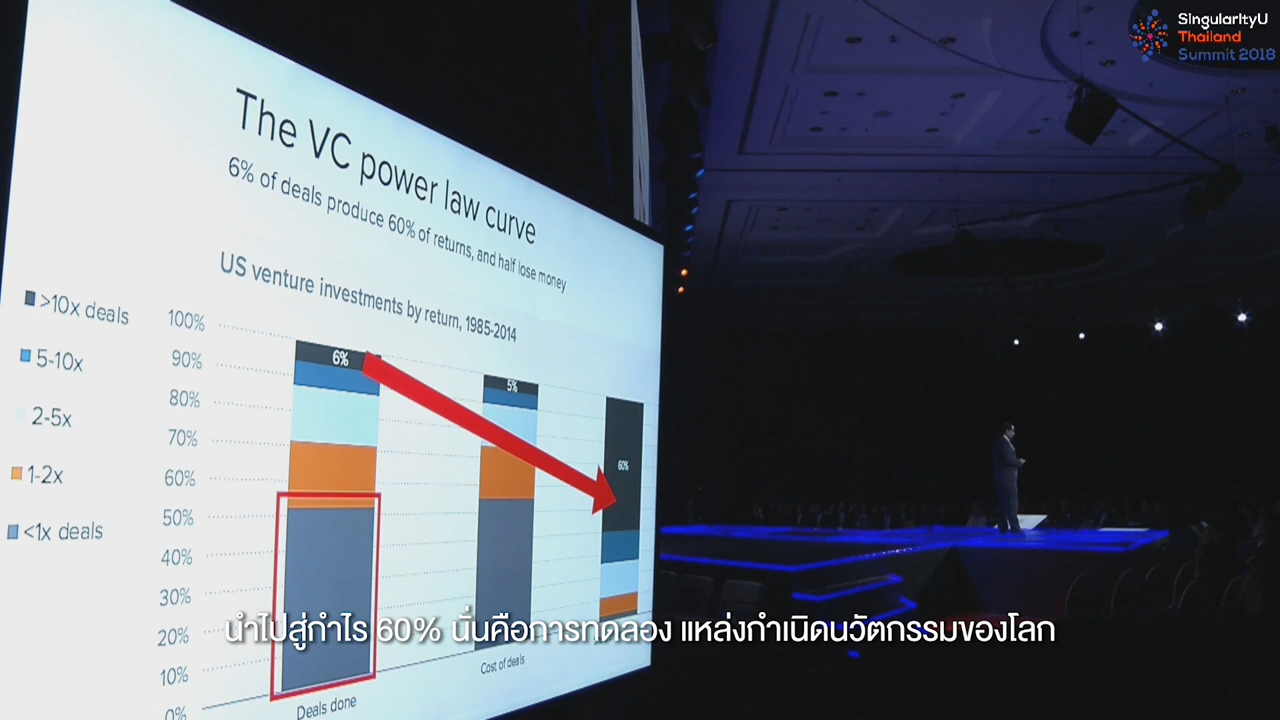 SingularityU
Thailand
Summit 2018
The VC power law curve
6% of deals produce 60% of returns, and half lose money
US venture investments by return, 1985-2014
>10x deals
5-10x
2-5x
1-2x
<1x deals
100%
90%
80%
70%
60%
50%
40%
30%
20%
10%
0%
6%
5%
60%
Deals done
Cost of deals
นำไปสู่กำไร 60% นั่นคือการทดลอง แหล่งกำเนิดนวัตกรรมของโลก